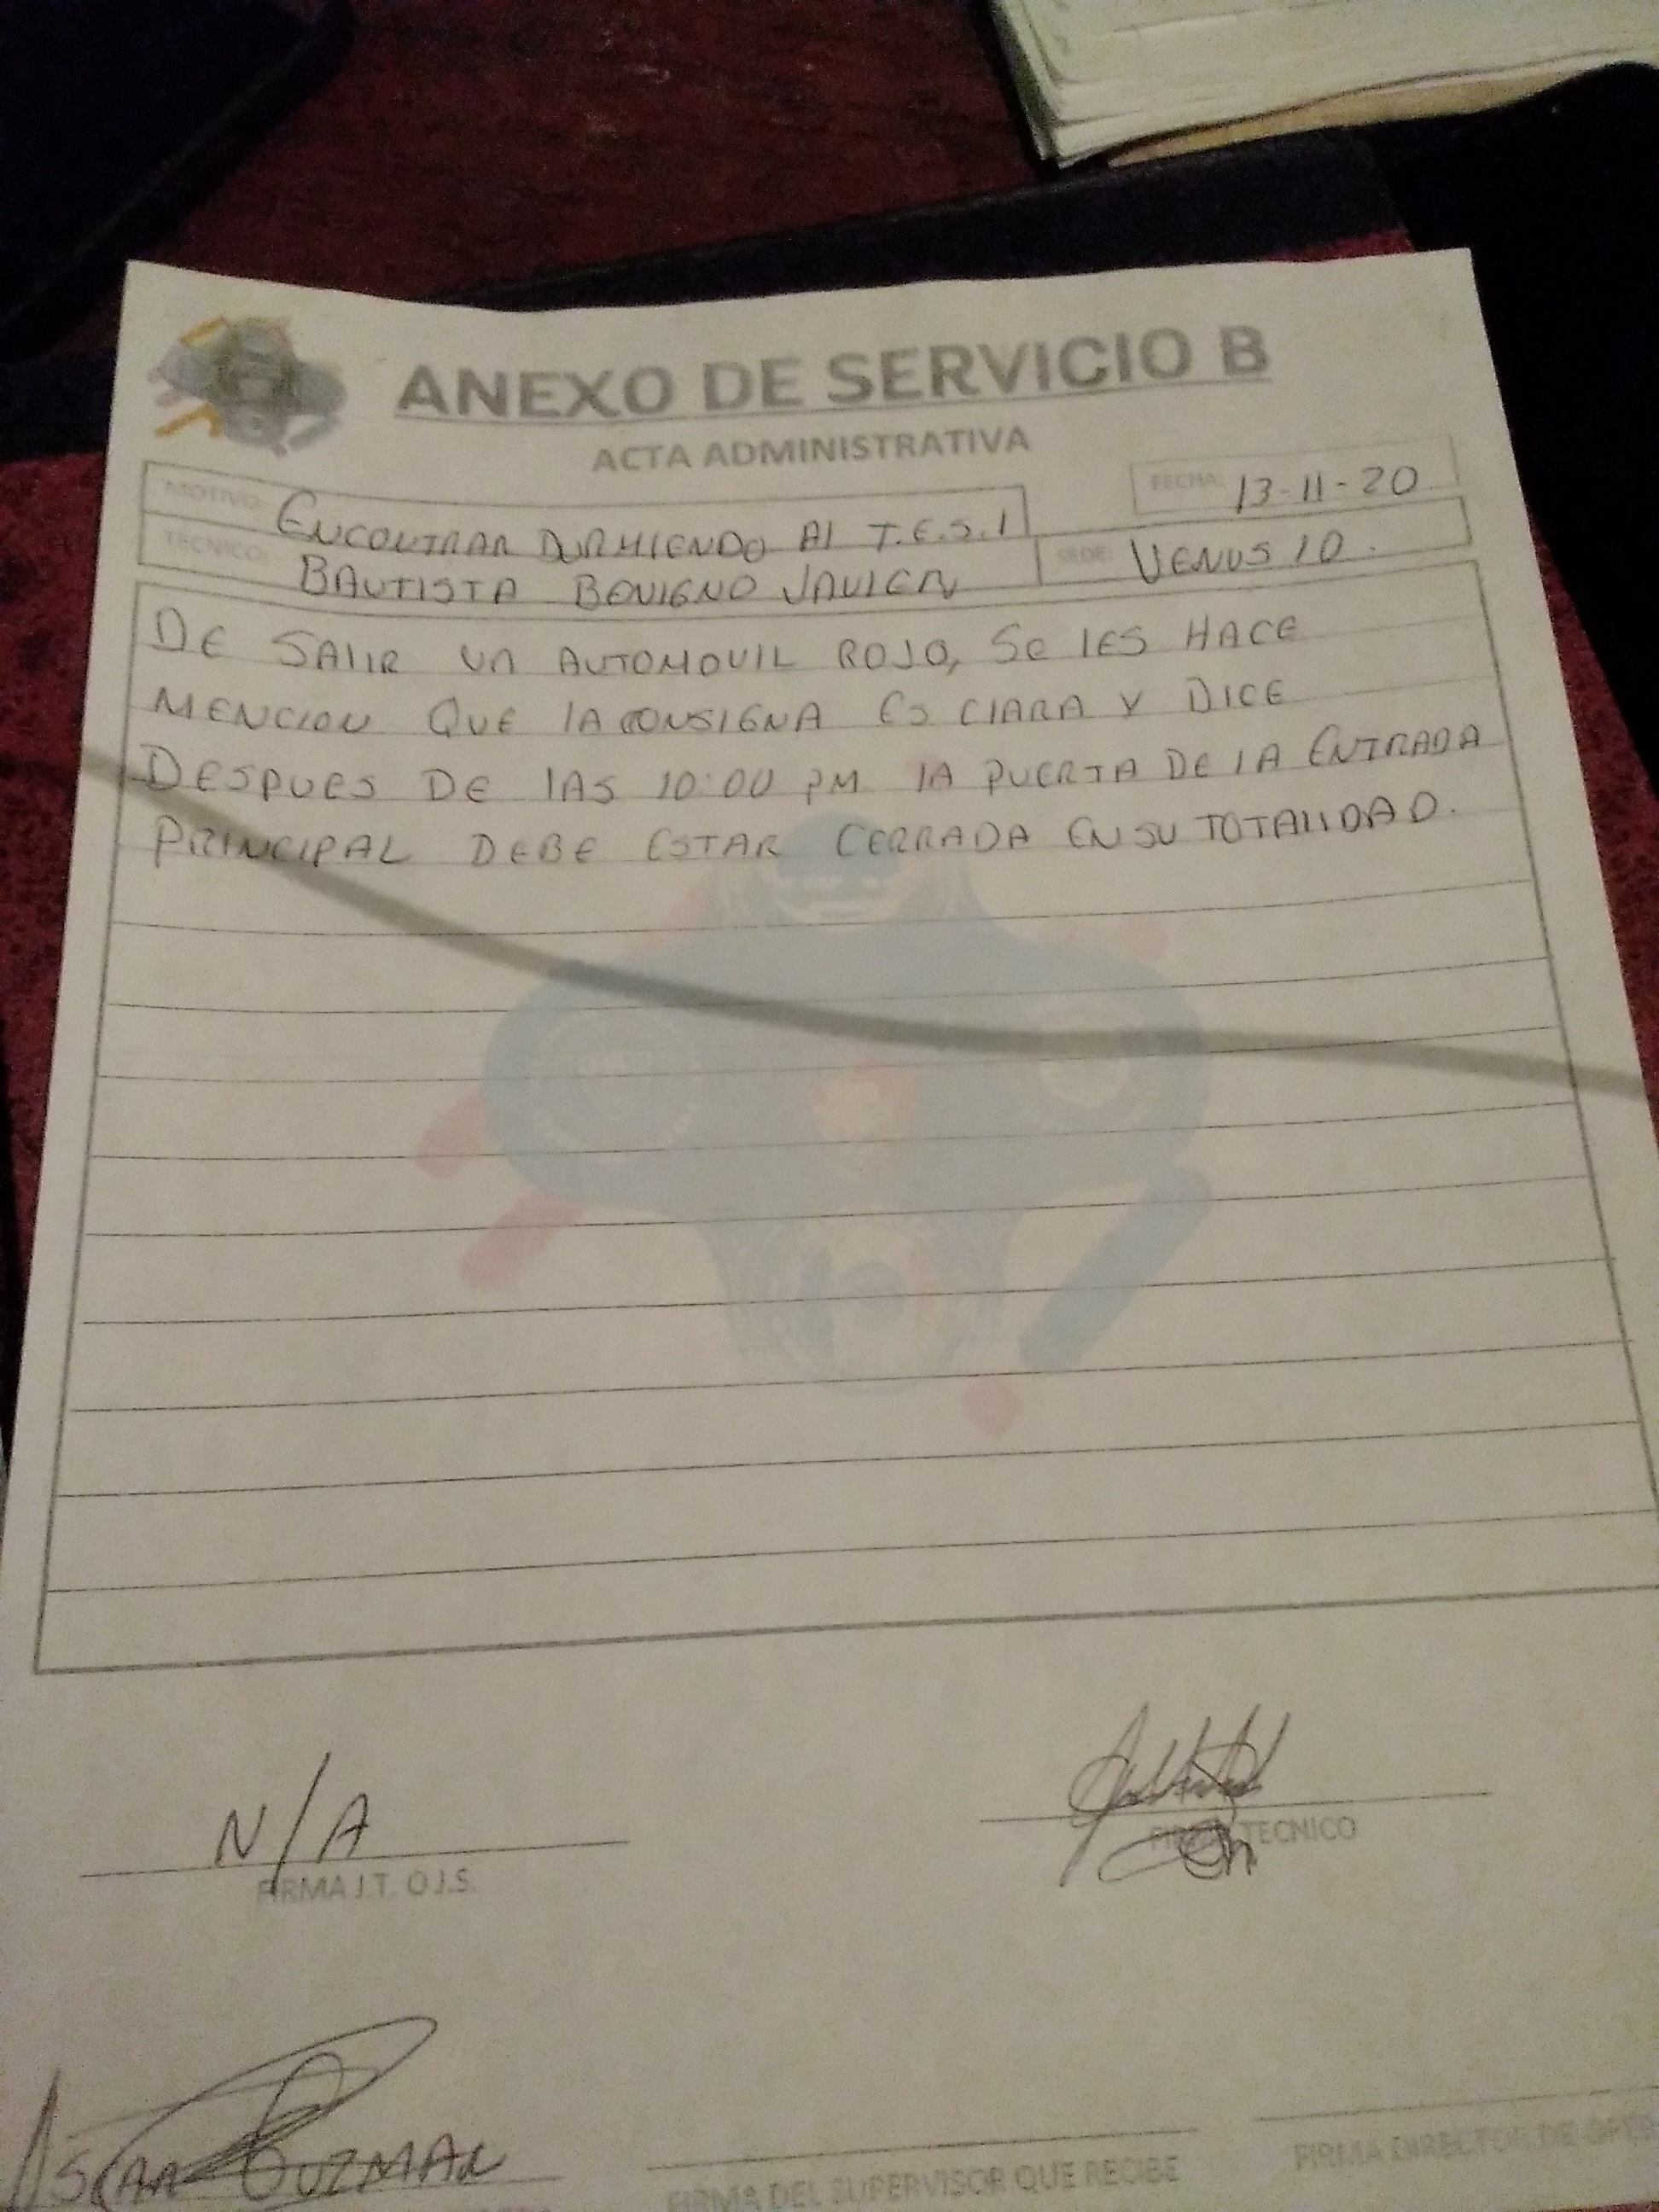 ANEXO DE SERVICIO B
ACTA ADMINISTRATIVA
FECHA: 13-11-20
MOTIVO: ENCONTRAR DURMIENDO Al T.E.S.I
TECNICO: BAUTISTA BENIGNO JAVIER
SEDE: VENUS 10.
DE SAlIR UN AUTOMOVIL ROJO, SE lES HACE
MENCION QUE lA CONSIGNA ES ClARA Y DICE
DESPUES DE lAS 10:00 PM lA PUERTA DE lA ENTRADA
PRINCIPAL DEBE ESTAR CERRADA EN SU TOTAlIDAD.
N/A
FIRMA J.T. O J.S.
FIRMA TECNICO
OSCAR GUZMAN
FIRMA DEL SUPERVISOR QUE RECIBE
FIRMA DIRECTOR DE